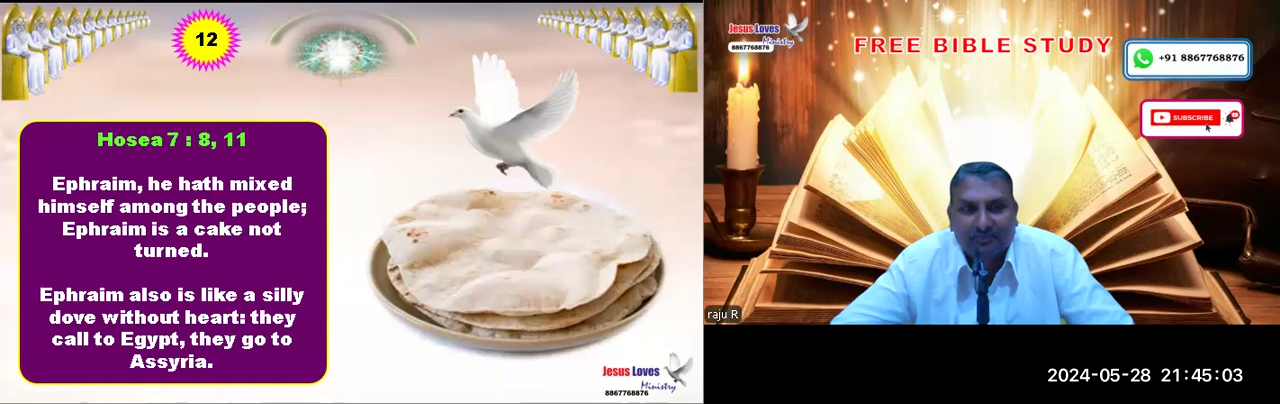 12
Hosea 7 : 8, 11
Ephraim, he hath mixed
himself among the people;
Ephraim is a cake not
turned.
Ephraim also is like a silly
dove without heart: they
call to Egypt, they go to
Assyria.
Jesus Loves
Ministry
8867768876
Jesus Loves
Ministry
8867768876
FREE BIBLE STUDY
+91 8867768876
SUBSCRIBE
raju R
2024-05-28 21:45:03